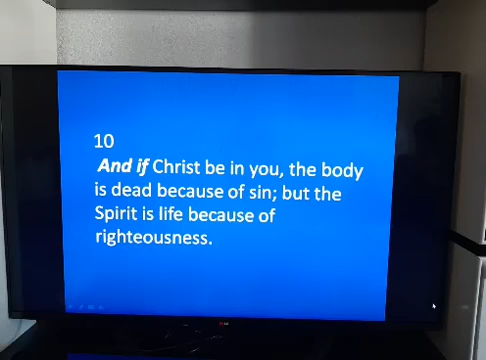 10
And if Christ be in you, the body
is dead because of sin; but the
Spirit is life because of
righteousness.
LG